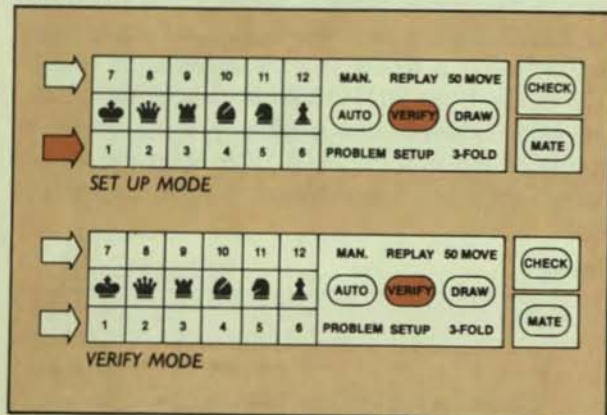 7 8 9 10 11 12 MAN. REPLAY 50 MOVE CHECK
AUTO VERIFY DRAW
1 2 3 4 5 6 PROBLEM SETUP 3-FOLD MATE
SET UP MODE
7 8 9 10 11 12 MAN. REPLAY 50 MOVE CHECK
AUTO VERIFY DRAW
1 2 3 4 5 6 PROBLEM SETUP 3-FOLD MATE
VERIFY MODE